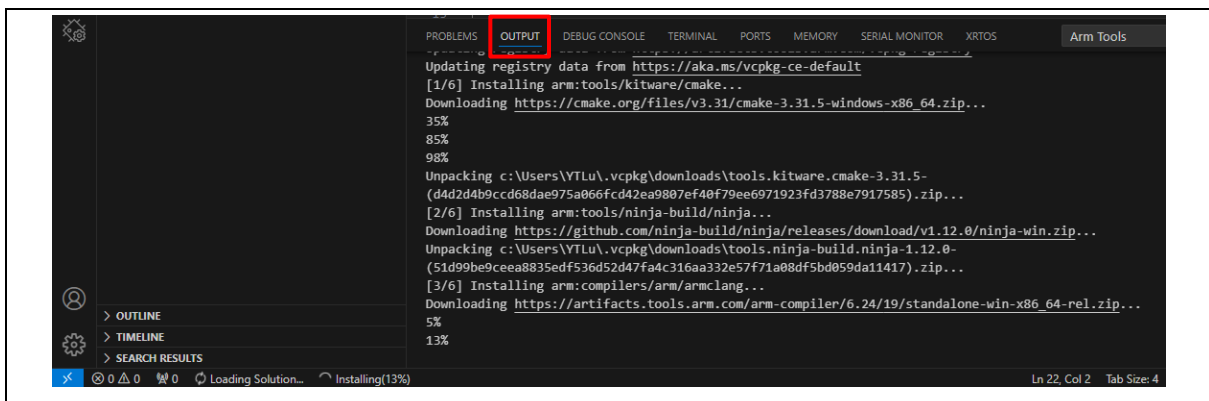 PROBLEMS OUTPUT DEBUG CONSOLE TERMINAL PORTS MEMORY SERIAL MONITOR XRTOS Arm Tools
Updating registry data from https://aka.ms/vcpkg-ce-default
[1/6] Installing arm:tools/kitware/cmake...
Downloading https://cmake.org/files/v3.31/cmake-3.31.5-windows-x86_64.zip...
35%
85%
98%
Unpacking c:\Users\YTLu\.vcpkg\downloads\tools.kitware.cmake-3.31.5-
(d4d2d4b9ccd68dae975a066fcd42ea9807ef40f79ee6971923fd3788e7917585).zip...
[2/6] Installing arm:tools/ninja-build/ninja...
Downloading https://github.com/ninja-build/ninja/releases/download/v1.12.0/ninja-win.zip...
Unpacking c:\Users\YTLu\.vcpkg\downloads\tools.ninja-build.ninja-1.12.0-
(51d99be9ceea8835edf536d52d47fa4c316aa332e57f71a08df5bd059da11417).zip...
[3/6] Installing arm:compilers/arm/armclang...
Downloading https://artifacts.tools.arm.com/arm-compiler/6.24/19/standalone-win-x86_64-rel.zip...
5%
13%
> OUTLINE
> TIMELINE
> SEARCH RESULTS
0 0 0 Loading Solution... Installing(13%) Ln 22, Col 2 Tab Size: 4